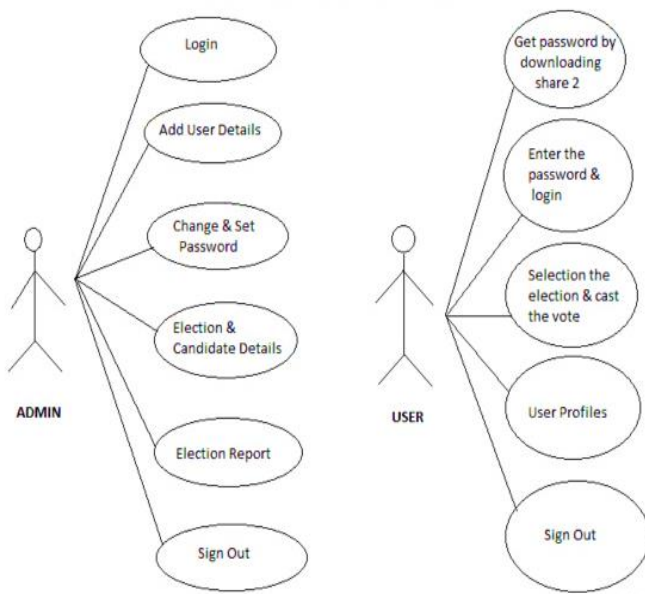 Login
Add User Details
Change & Set
Password
Election &
Candidate Details
Election Report
Sign Out
ADMIN
Get password by
downloading
share 2
Enter the
password &
login
Selection the
election & cast
the vote
User Profiles
Sign Out
USER